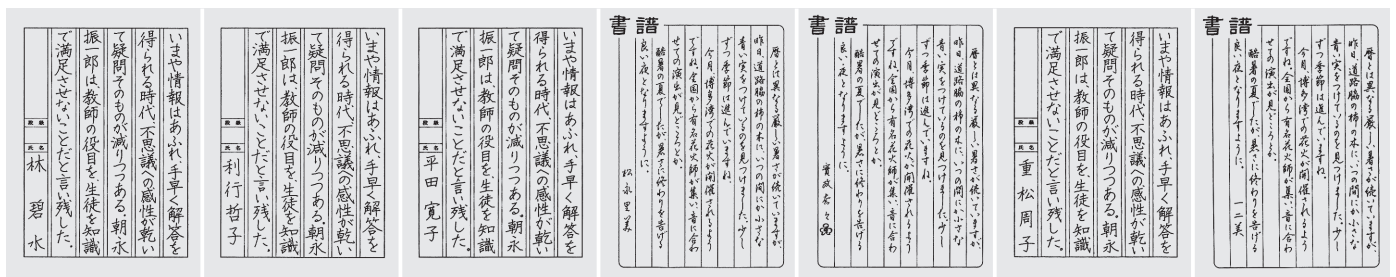 いまや情報はあふれ、手早く解答を
得られる時代、不思議への感性が乾い
て疑問そのものが減りつつある。朝永
振一郎は、教師の役目を、生徒を知識
で満足させないことだと言い残した。
段級
氏名
林碧水
いまや情報はあふれ、手早く解答を
得られる時代、不思議への感性が乾い
て疑問そのものが減りつつある。朝永
振一郎は、教師の役目を、生徒を知識
で満足させないことだと言い残した。
段級
氏名
利行哲子
いまや情報はあふれ、手早く解答を
得られる時代、不思議への感性が乾い
て疑問そのものが減りつつある。朝永
振一郎は、教師の役目を、生徒を知識
で満足させないことだと言い残した。
段級
氏名
平田寛子
書譜
暦とは異なる厳しい暑さが続いていますが、
昨日、道路脇の柿の木に、いつの間にか小さな
青い実をつけているのを見つけました。少し
ずつ季節は進んでいますね。
今月、博多湾での花火が開催されるよう
ですね。全国から有名花火師が集い、音に合わ
せての演出が見どころとか。
酷暑の夏でしたが、暑さに終わりを告げる
良い夜となりますように。
松永里美
書譜
暦とは異なる厳しい暑さが続いていますが、
昨日、道路脇の柿の木に、いつの間にか小さな
青い実をつけているのを見つけました。少し
ずつ季節は進んでいますね。
今月、博多湾での花火が開催されるよう
ですね。全国から有名花火師が集い、音に合わ
せての演出が見どころとか。
酷暑の夏でしたが、暑さに終わりを告げる
良い夜となりますように。
いまや情報はあふれ、手早く解答を
得られる時代、不思議への感性が乾い
て疑問そのものが減りつつある。朝永
振一郎は、教師の役目を、生徒を知識
で満足させないことだと言い残した。
段級
氏名
重松周子
書譜
暦とは異なる厳しい暑さが続いていますが、
昨日、道路脇の柿の木に、いつの間にか小さな
青い実をつけているのを見つけました。少し
ずつ季節は進んでいますね。
今月、博多湾での花火が開催されるよう
ですね。全国から有名花火師が集い、音に合わ
せての演出が見どころとか。
酷暑の夏でしたが、暑さに終わりを告げる
良い夜となりますように。
一二美